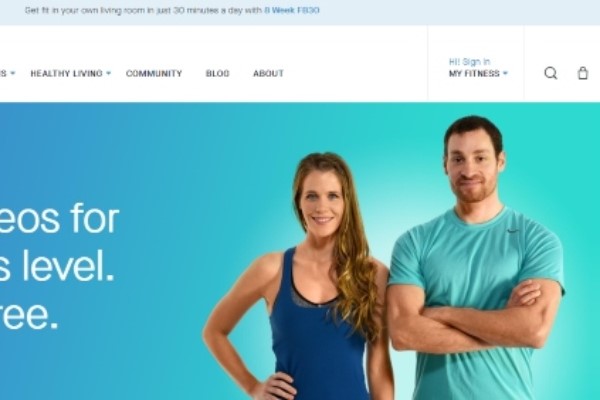 Get fit in your own living room in just 30 minutes a day with 8 Week FB30
S
HEALTHY LIVING
COMMUNITY
BLOG
ABOUT
Hi! Sign In
MY FITNESS
eos for
s level.
ree.